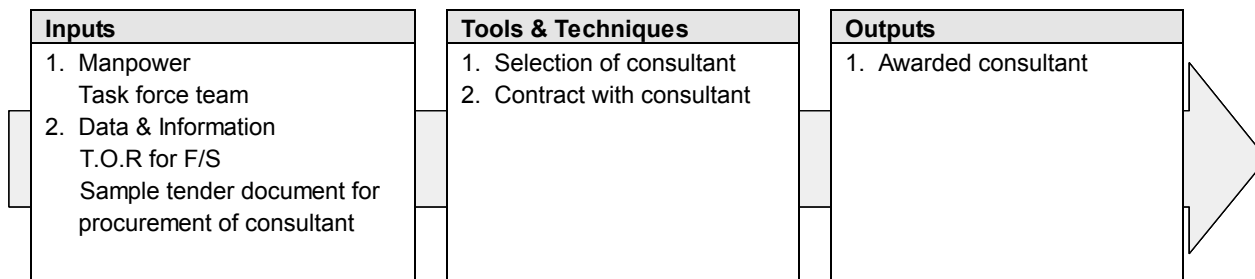 Inputs
1. Manpower
Task force team
2. Data & Information
T.O.R for F/S
Sample tender document for
procurement of consultant
Tools & Techniques
1. Selection of consultant
2. Contract with consultant
Outputs
1. Awarded consultant